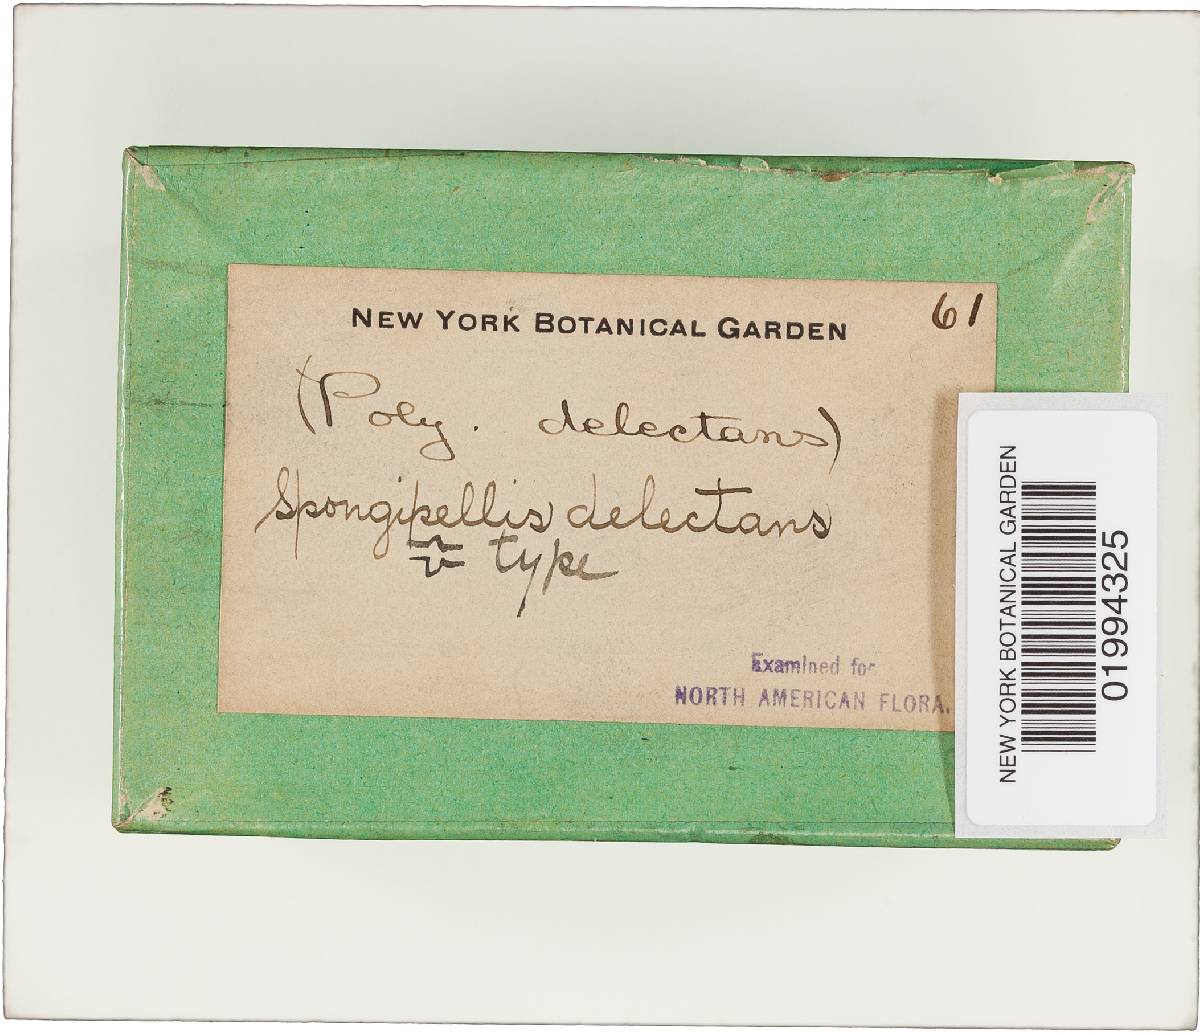 NEW YORK BOTANICAL GARDEN
61
(Poly. delectans)
Spongipellis delectans
type
Examined for
NORTH AMERICAN FLORA.
NEW YORK BOTANICAL GARDEN
01994325